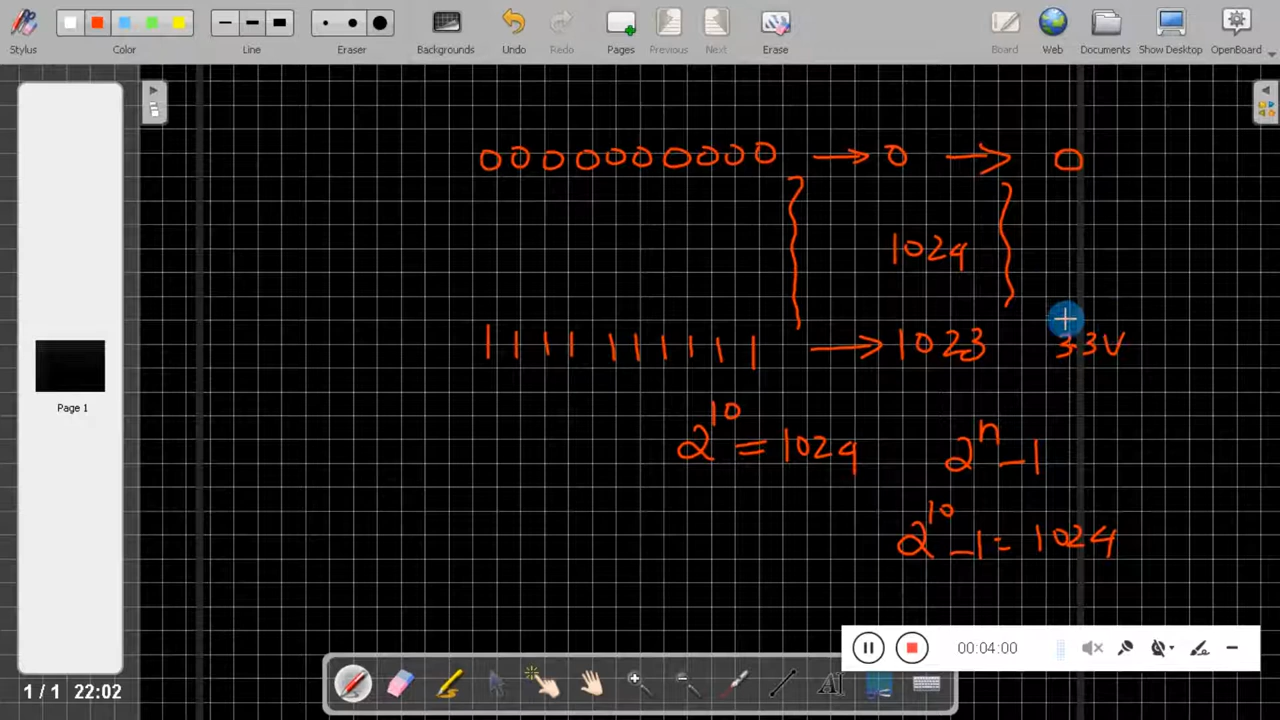 Stylus Color Line Eraser Backgrounds Undo Redo Pages Previous Next Erase Board Web Documents Show Desktop OpenBoard
0000000000 → 0 → 0
1024
1111111111 → 1023 33V
2^10 = 1024 2^n - 1
2^10 - 1 = 1024
Page 1
00:04:00
1 / 1 22:02
AI